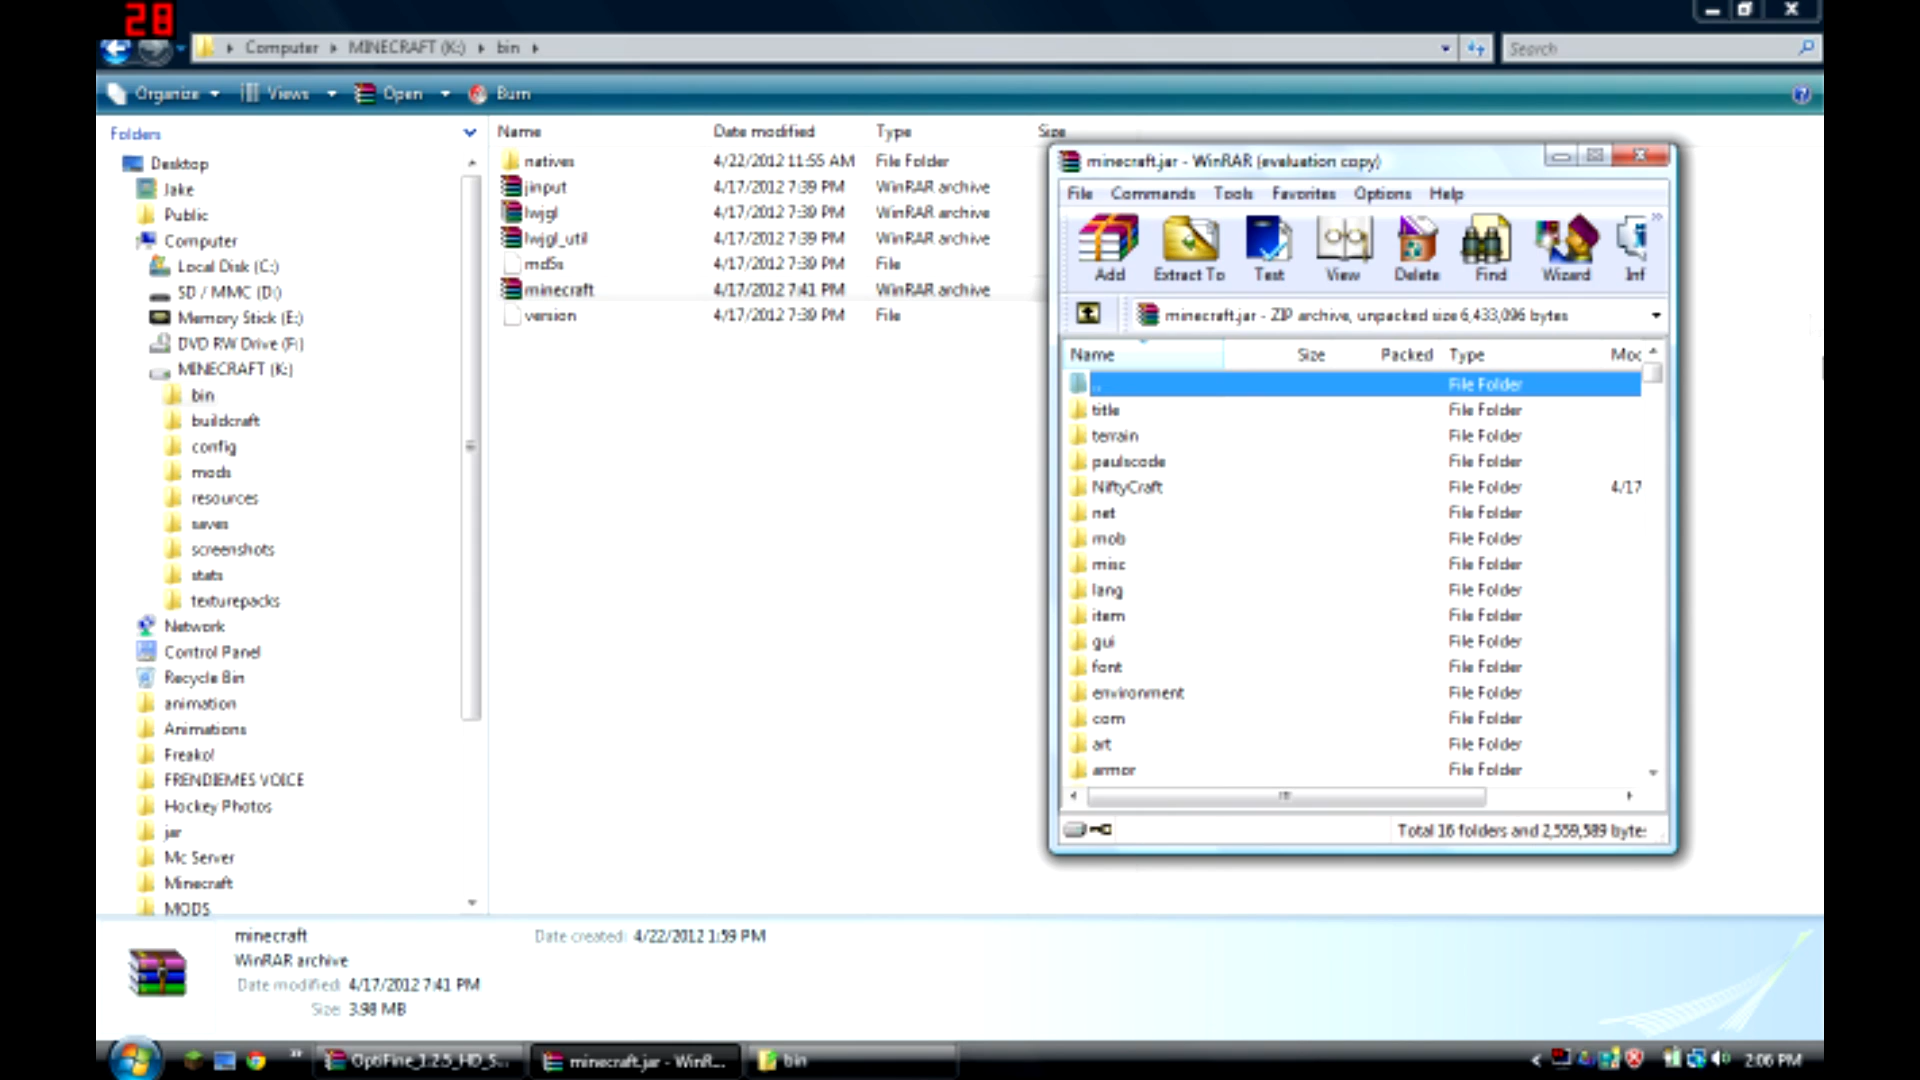 28
Computer MINECRAFT (K:) bin
Search
Organize Views Open Burn
Folders
Name Date modified Type Size
Desktop
Jake
Public
Computer
Local Disk (C:)
SD / MMC (D:)
Memory Stick (E:)
DVD RW Drive (F:)
MINECRAFT (K:)
bin
buildcraft
config
mods
resources
saves
screenshots
stats
texturepacks
Network
Control Panel
Recycle Bin
animation
Animations
Freako!
FRENDIEMES VOICE
Hockey Photos
jar
Mc Server
Minecraft
MODS
natives 4/22/2012 11:55 AM File Folder
jinput 4/17/2012 7:39 PM WinRAR archive
lwjgl 4/17/2012 7:39 PM WinRAR archive
lwjgl_util 4/17/2012 7:39 PM WinRAR archive
md5s 4/17/2012 7:39 PM File
minecraft 4/17/2012 7:41 PM WinRAR archive
version 4/17/2012 7:39 PM File
minecraft.jar - WinRAR (evaluation copy)
File Commands Tools Favorites Options Help
Add Extract To Test View Delete Find Wizard Inf
minecraft.jar - ZIP archive, unpacked size 6,433,096 bytes
Name Size Packed Type Moc
.. File Folder
title File Folder
terrain File Folder
paulscode File Folder
NiftyCraft File Folder 4/17
net File Folder
mob File Folder
misc File Folder
lang File Folder
item File Folder
gui File Folder
font File Folder
environment File Folder
com File Folder
art File Folder
armor File Folder
Total 16 folders and 2,559,589 byte
minecraft
WinRAR archive
Date modified: 4/17/2012 7:41 PM
Size: 3.98 MB
Date created: 4/22/2012 1:59 PM
OptiFine_1.2.5_HD_S...
minecraft.jar - WinR...
bin
2:06 PM